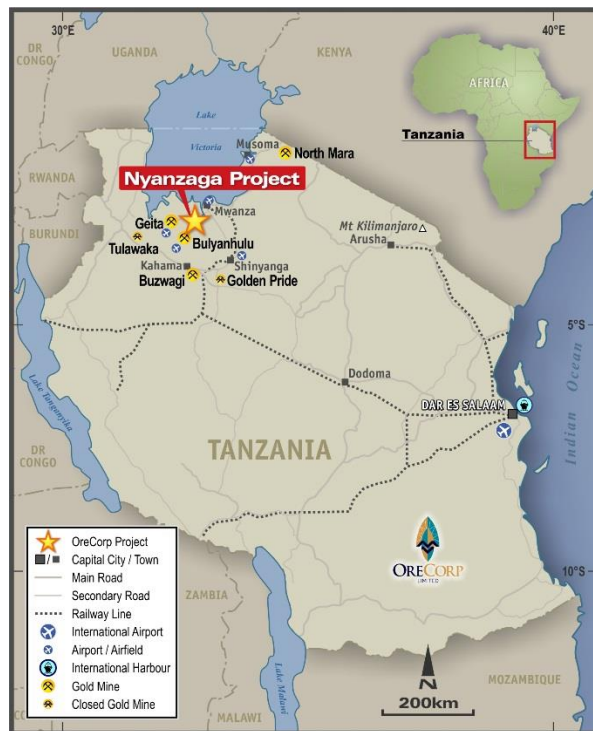 30°E
40°E
DR
CONGO
UGANDA
KENYA
AFRICA
Tanzania
Lake
Victoria
Musoma
North Mara
RWANDA
Nyanzaga Project
Mwanza
Geita
BURUNDI
Tulawaka
Bulyanhulu
Mt Kilimanjaro
Arusha
Kahama
Shinyanga
Buzwagi
Golden Pride
5°S
Lake Tanganyika
Dodoma
DAR ES SALAAM
Indian Ocean
DR
CONGO
TANZANIA
OreCorp Project
Capital City / Town
Main Road
Secondary Road
Railway Line
International Airport
Airport / Airfield
International Harbour
Gold Mine
Closed Gold Mine
ORECORP
LIMITED
10°S
ZAMBIA
Lake Malawi
N
200km
MOZAMBIQUE
MALAWI